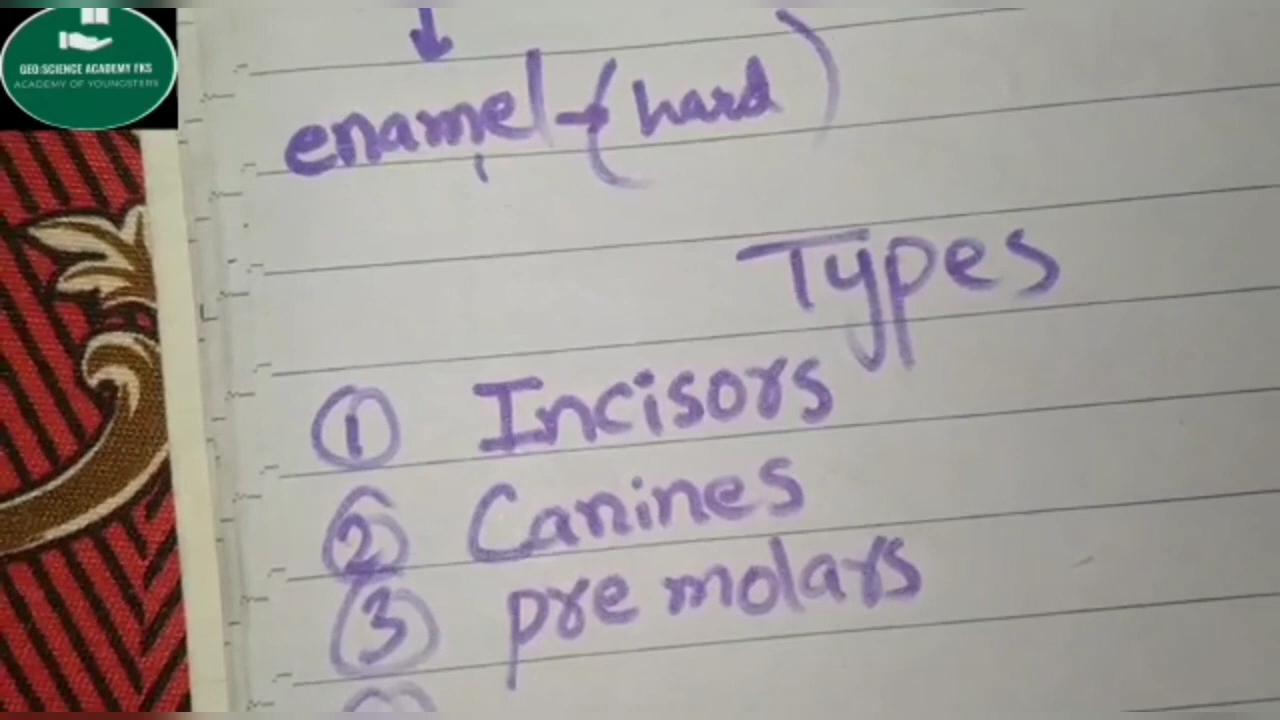 GEO:SCIENCE ACADEMY FKS
ACADEMY OF YOUNGSTERS
enamel - (hard)
Types
① Incisors
② Canines
③ pre molars